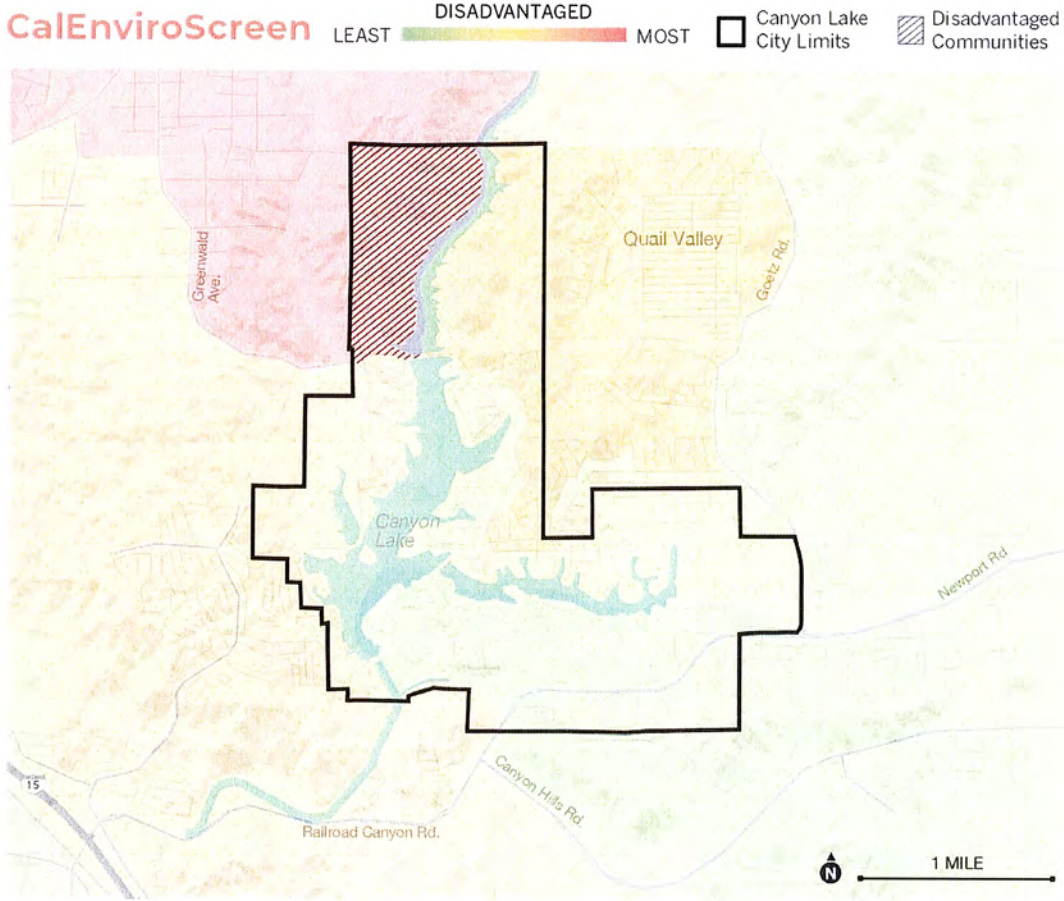 CalEnviroScreen
DISADVANTAGED
LEAST
MOST
Canyon Lake
City Limits
Disadvantaged
Communities
Greenwald
Ave.
Quail Valley
Goetz Rd.
Canyon
Lake
Newport Rd
15
Canyon Hills Rd.
Railroad Canyon Rd.
N
1 MILE